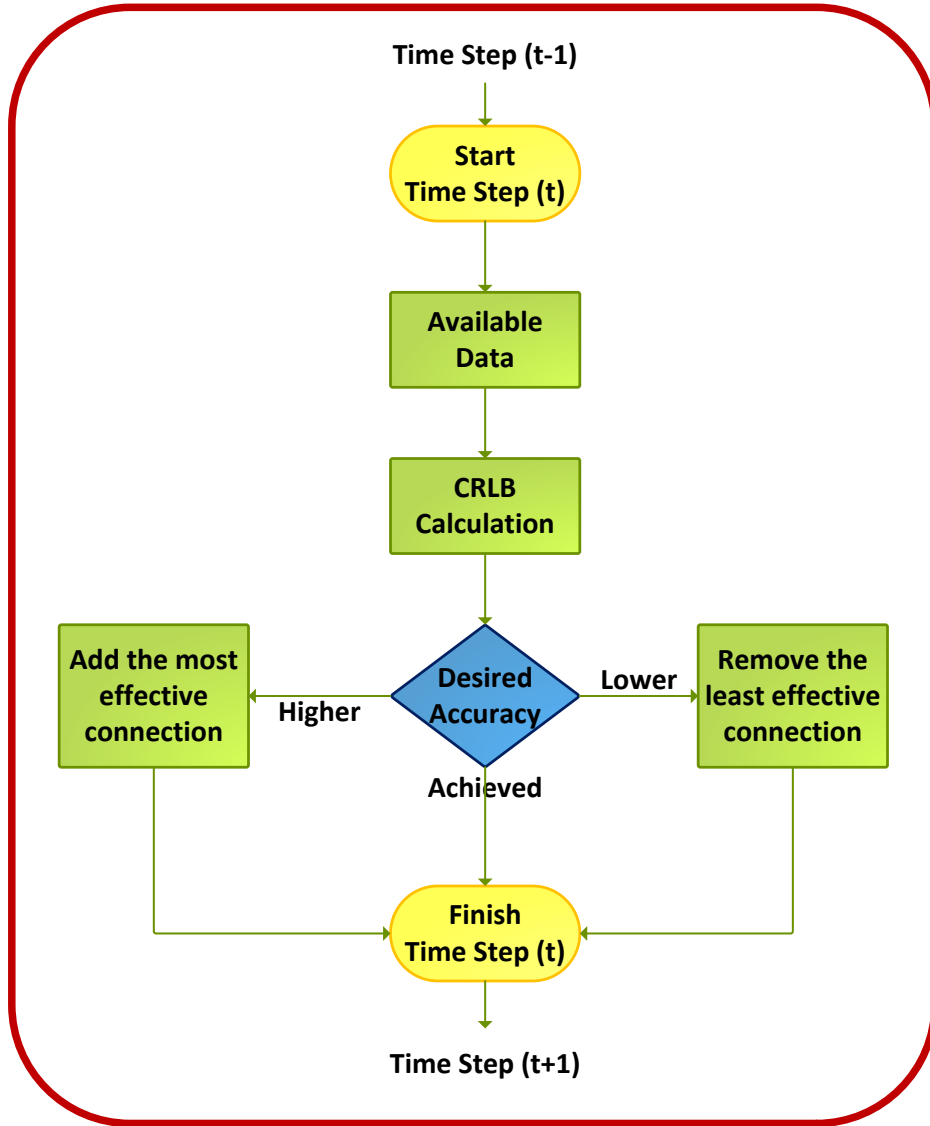 Time Step (t-1)
Start
Time Step (t)
Available
Data
CRLB
Calculation
Add the most
effective
connection
Higher
Desired
Accuracy
Lower
Remove the
least effective
connection
Achieved
Finish
Time Step (t)
Time Step (t+1)